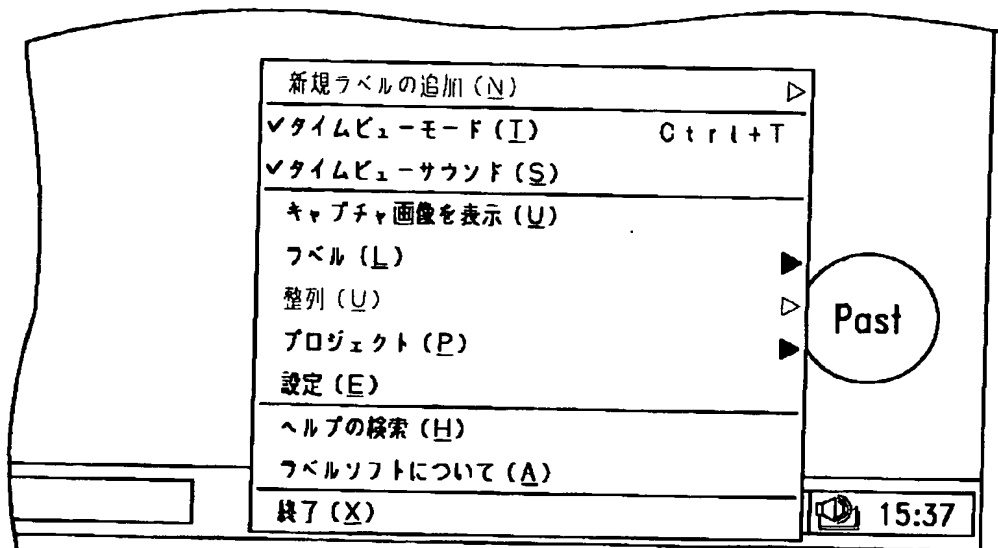 新規ラベルの追加(N)
✓タイムビューモード(T) Ctrl+T
✓タイムビューサウンド(S)
キャプチャ画像を表示(U)
ラベル(L)
整列(U)
プロジェクト(P)
設定(E)
ヘルプの検索(H)
ラベルソフトについて(A)
終了(X)
Past
15:37